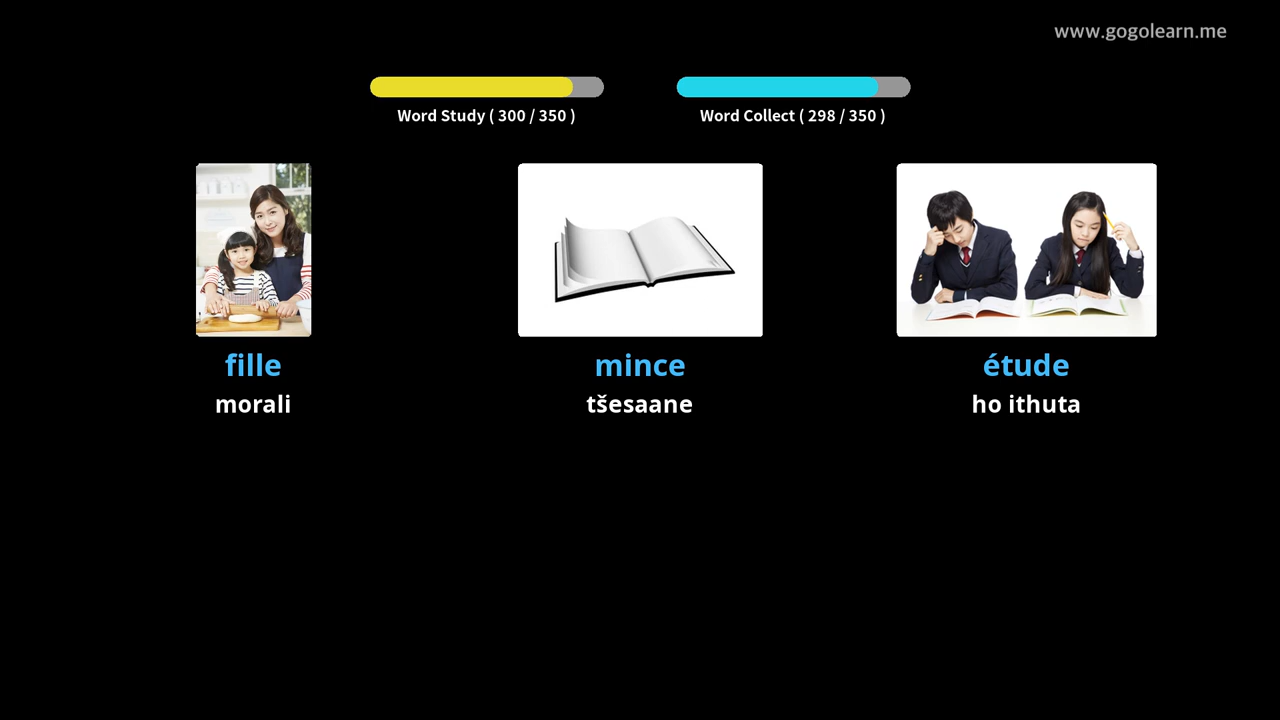 www.gogolearn.me
Word Study ( 300 / 350 )
Word Collect ( 298 / 350 )
fille
morali
mince
tšesaane
étude
ho ithuta